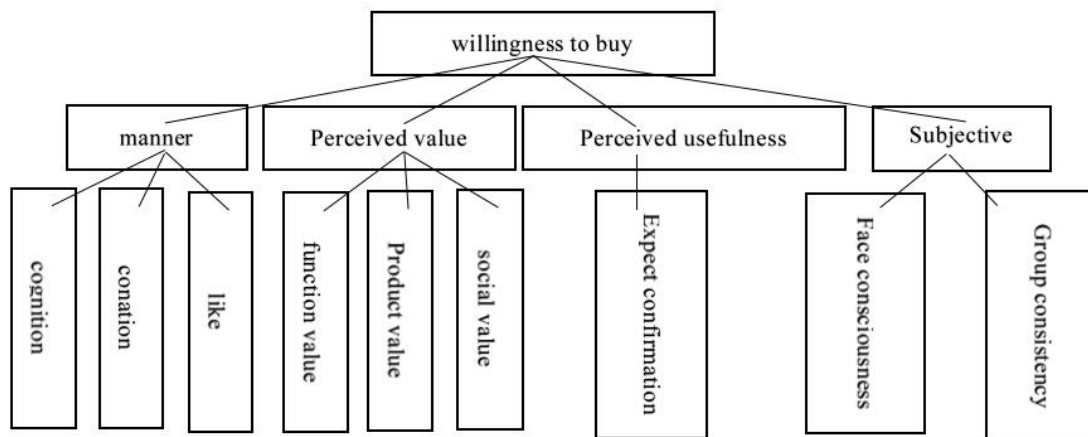 willingness to buy
manner
Perceived value
Perceived usefulness
Subjective
cognition
conation
like
function value
Product value
social value
Expect confirmation
Face consciousness
Group consistency